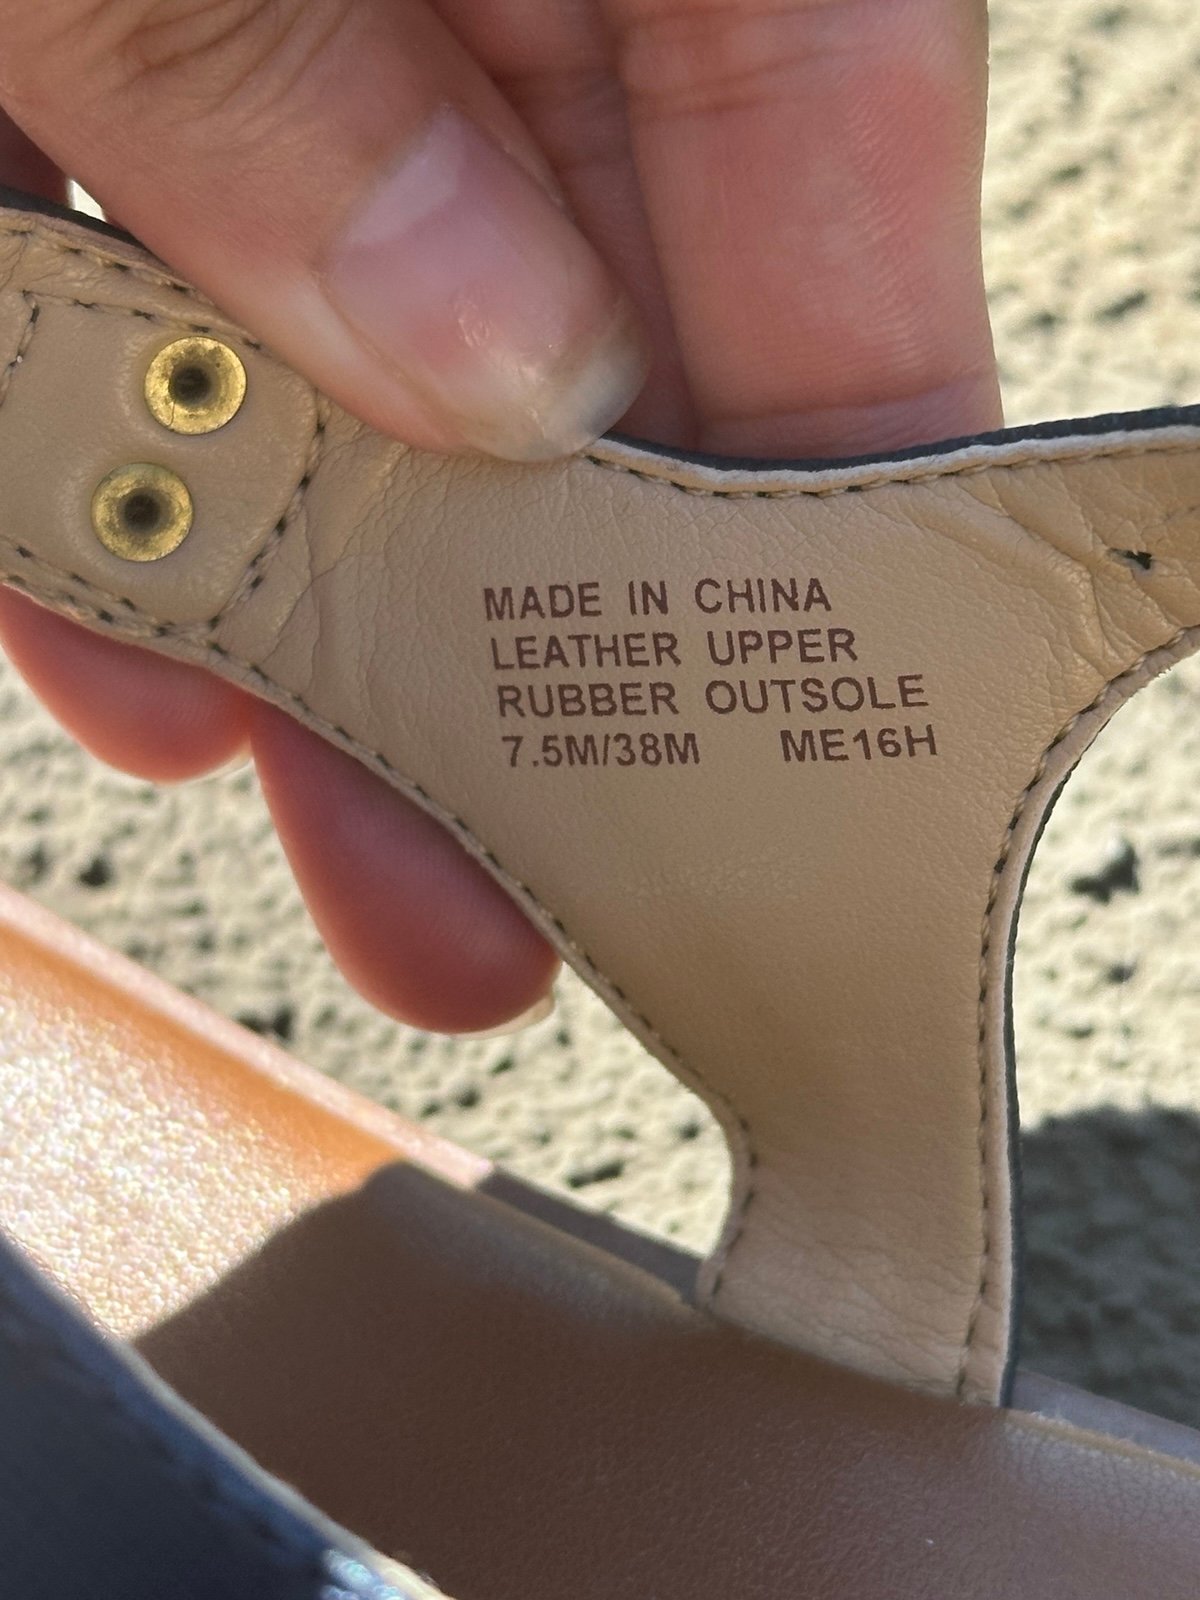 MADE IN CHINA
LEATHER UPPER
RUBBER OUTSOLE
7.5M/38M ME16H